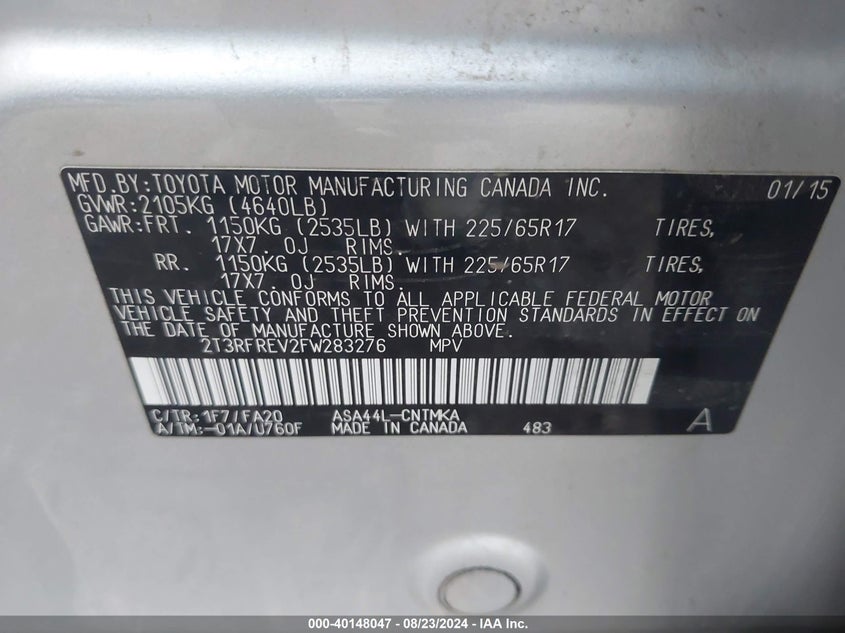 MFD.BY:TOYOTA MOTOR MANUFACTURING CANADA INC. 01/15
GVWR:2105KG (4640LB)
GAWR:FRT. 1150KG (2535LB) WITH 225/65R17 TIRES,
17X7. 0J RIMS.
RR. 1150KG (2535LB) WITH 225/65R17 TIRES,
17X7. 0J RIMS.
THIS VEHICLE CONFORMS TO ALL APPLICABLE FEDERAL MOTOR
VEHICLE SAFETY AND THEFT PREVENTION STANDARDS IN EFFECT ON
THE DATE OF MANUFACTURE SHOWN ABOVE.
2T3RFREV2FW283276 MPV
C/TR:1F7/FA20 ASA44L-CNTMKA
A/TM:-01A/U760F MADE IN CANADA 483 A
000-40148047 - 08/23/2024 - IAA Inc.